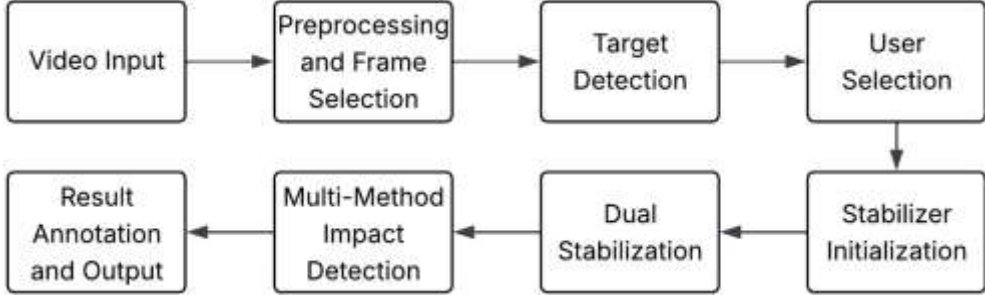 Video Input
Preprocessing
and Frame
Selection
Target
Detection
User
Selection
Stabilizer
Initialization
Dual
Stabilization
Multi-Method
Impact
Detection
Result
Annotation
and Output